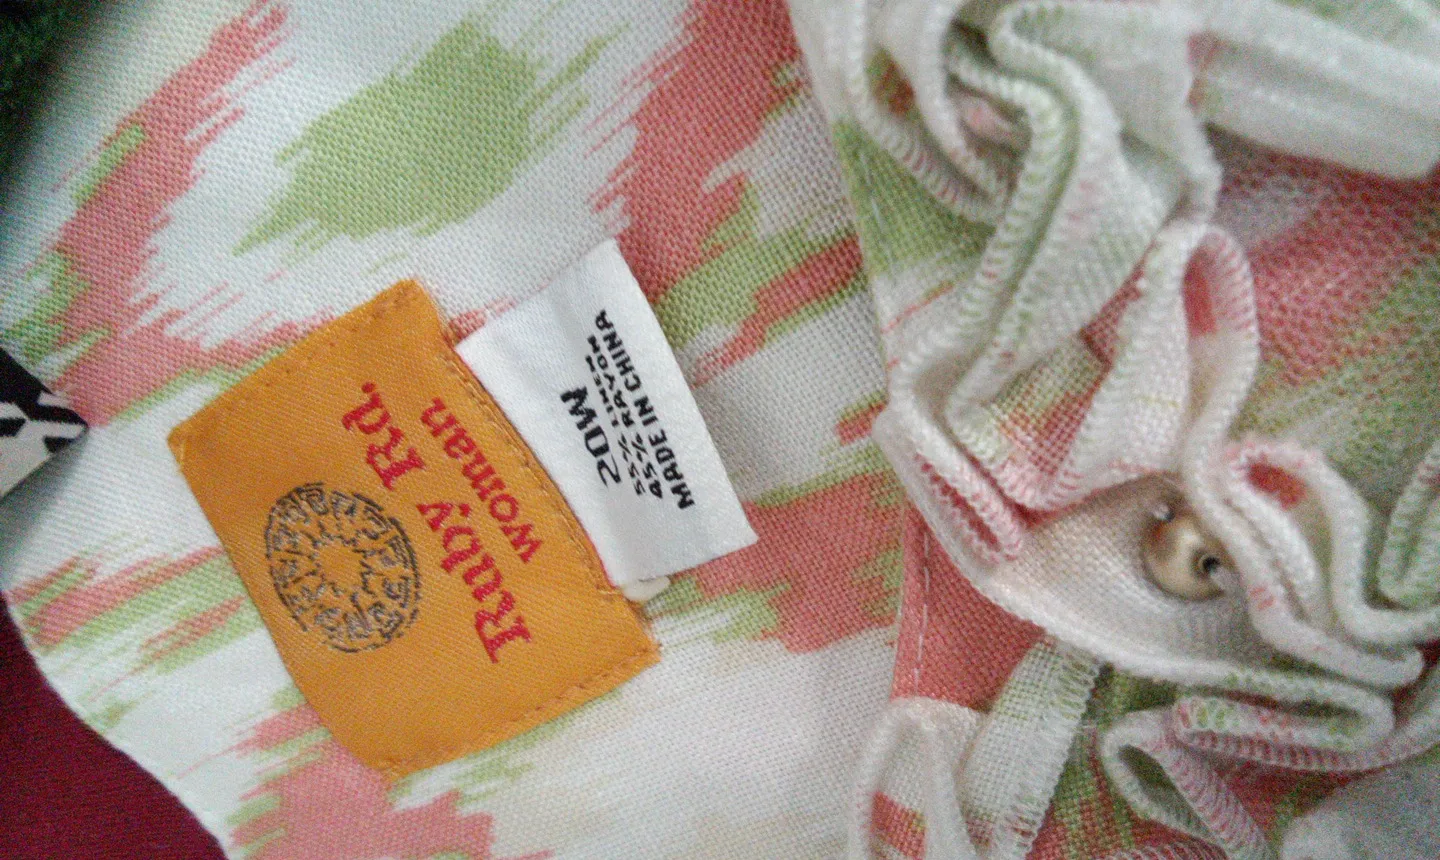 Ruby Rd.
woman
20W
55% LINEN
45% RAYON
MADE IN CHINA